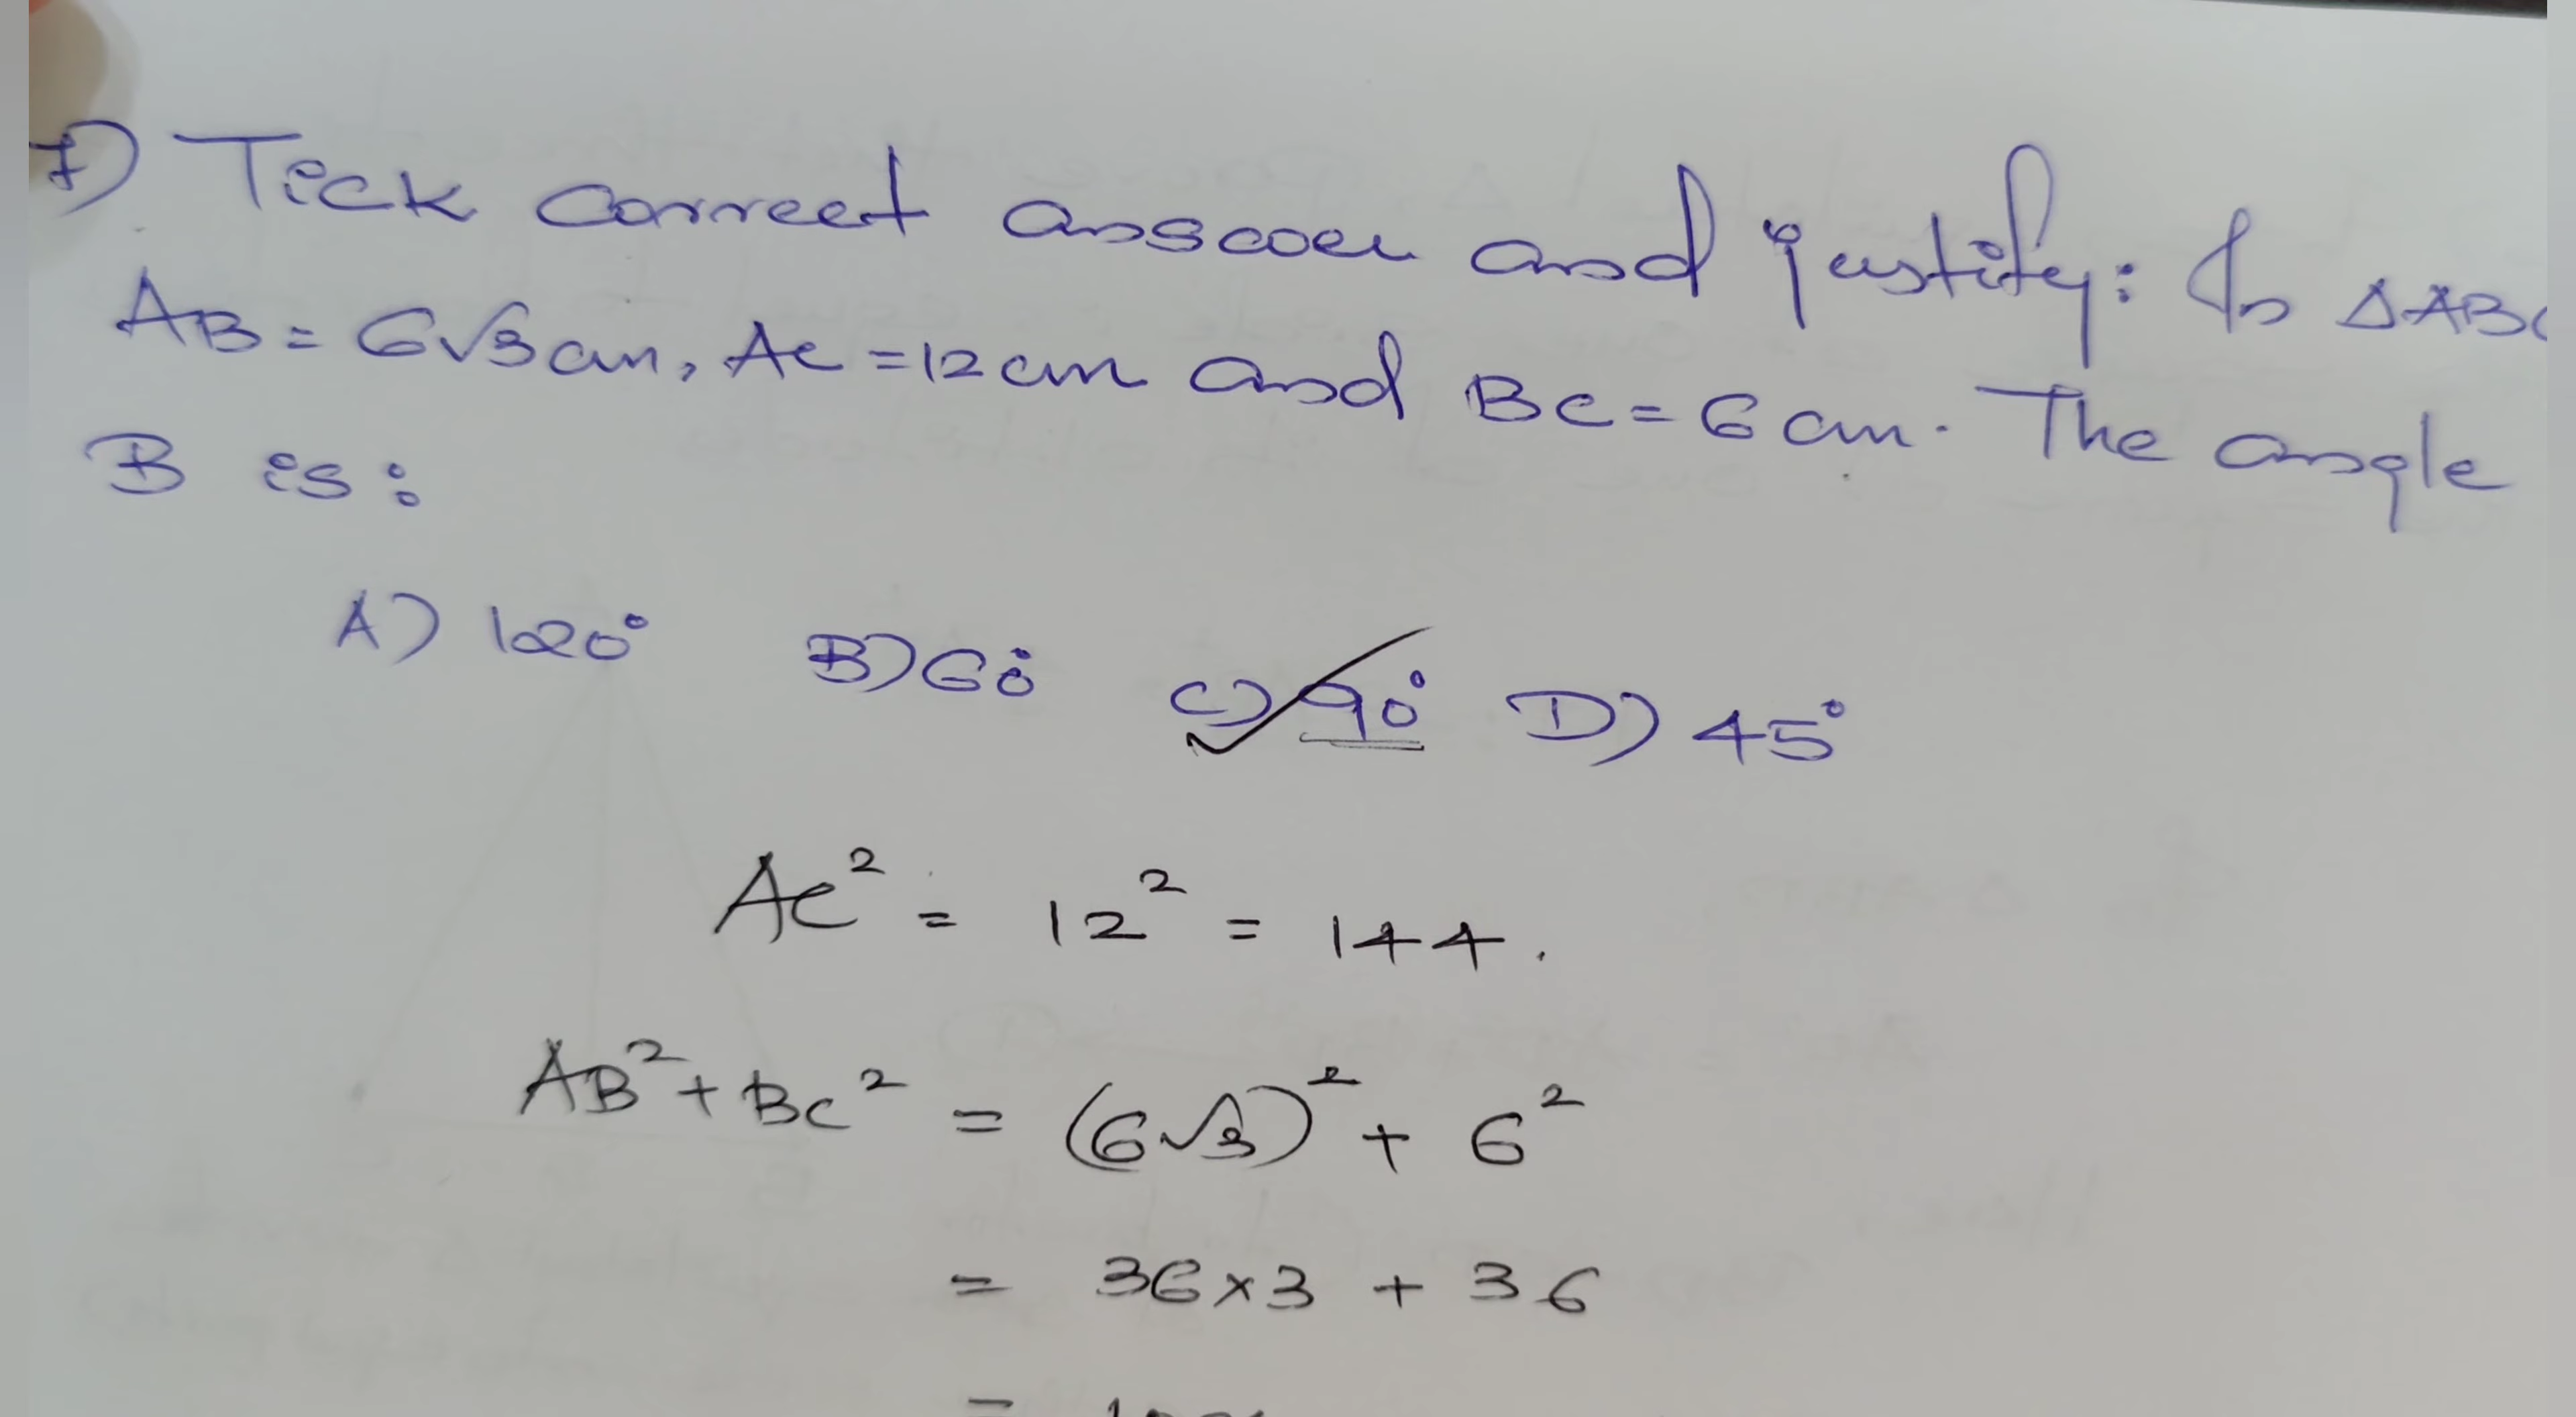 7) Tick correct answer and justify: In ΔABC
AB = 6√3 cm, AC = 12 cm and BC = 6 cm. The angle
B is:
A) 120° B) 60° C) 90° D) 45°
AC² = 12² = 144.
AB² + BC² = (6√3)² + 6²
= 36 × 3 + 36
=